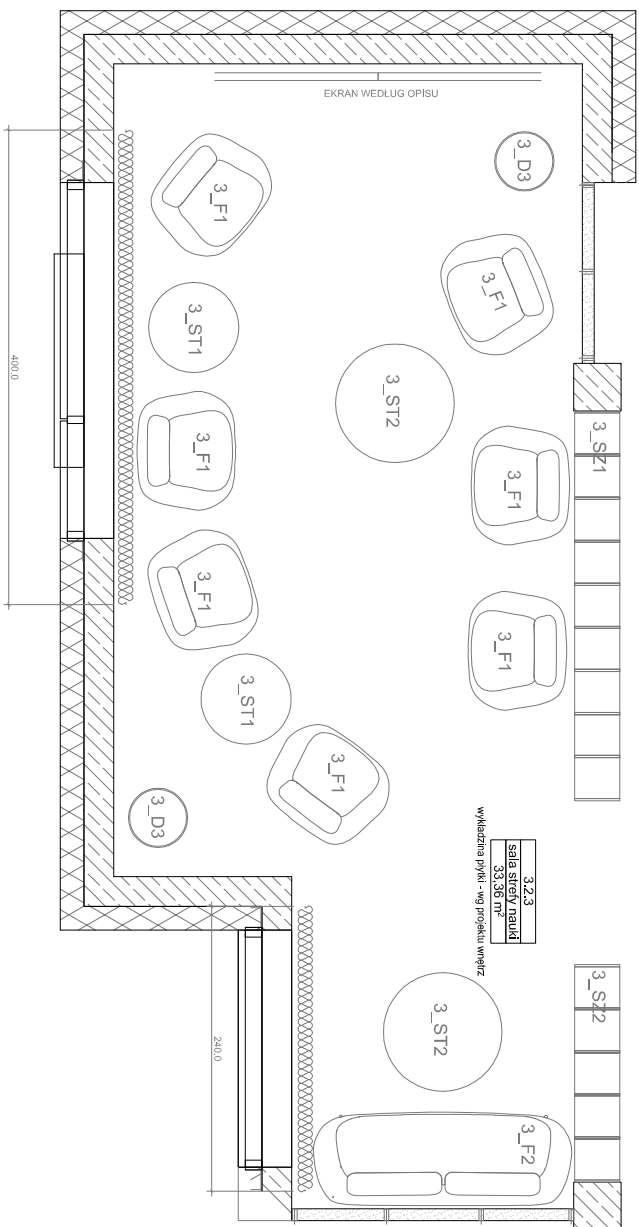 EKRAN WEDŁUG OPISU
3_D3
3_F1
3_F1
3_ST1
3_ST2
400.0
3_SZ1
3_F1
3_F1
3_F1
3_F1
3_ST1
3_F1
3_D3
3.2.3
sala strefy nauki
33,36 m²
wykładzina płytki - wg projektu wnętrz
3_SZ2
3_ST2
240.0
3_F2